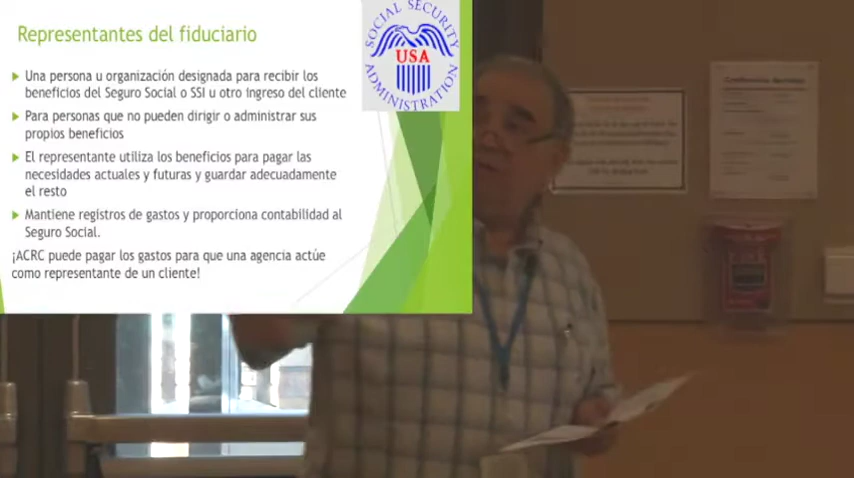 Representantes del fiduciario
Una persona u organización designada para recibir los
beneficios del Seguro Social o SSI u otro ingreso del cliente
Para personas que no pueden dirigir o administrar sus
propios beneficios
El representante utiliza los beneficios para pagar las
necesidades actuales y futuras y guardar adecuadamente
el resto
Mantiene registros de gastos y proporciona contabilidad al
Seguro Social.
¡ACRC puede pagar los gastos para que una agencia actúe
como representante de un cliente!
SOCIAL SECURITY
USA
ADMINISTRATION